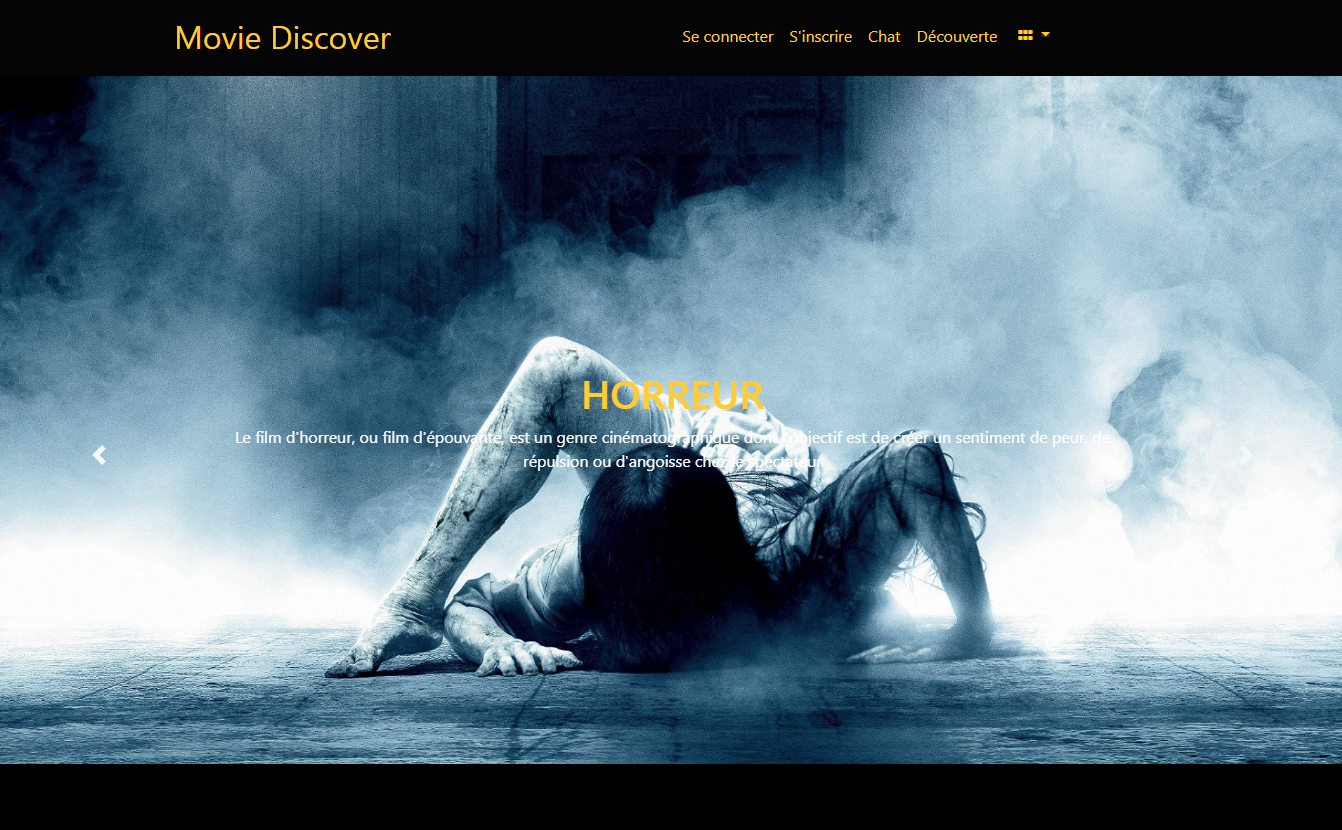 Movie Discover
Se connecter S'inscrire Chat Découverte
HORREUR
Le film d'horreur, ou film d'épouvante, est un genre cinématographique dont l'objectif est de créer un sentiment de peur, de
répulsion ou d'angoisse chez le spectateur.